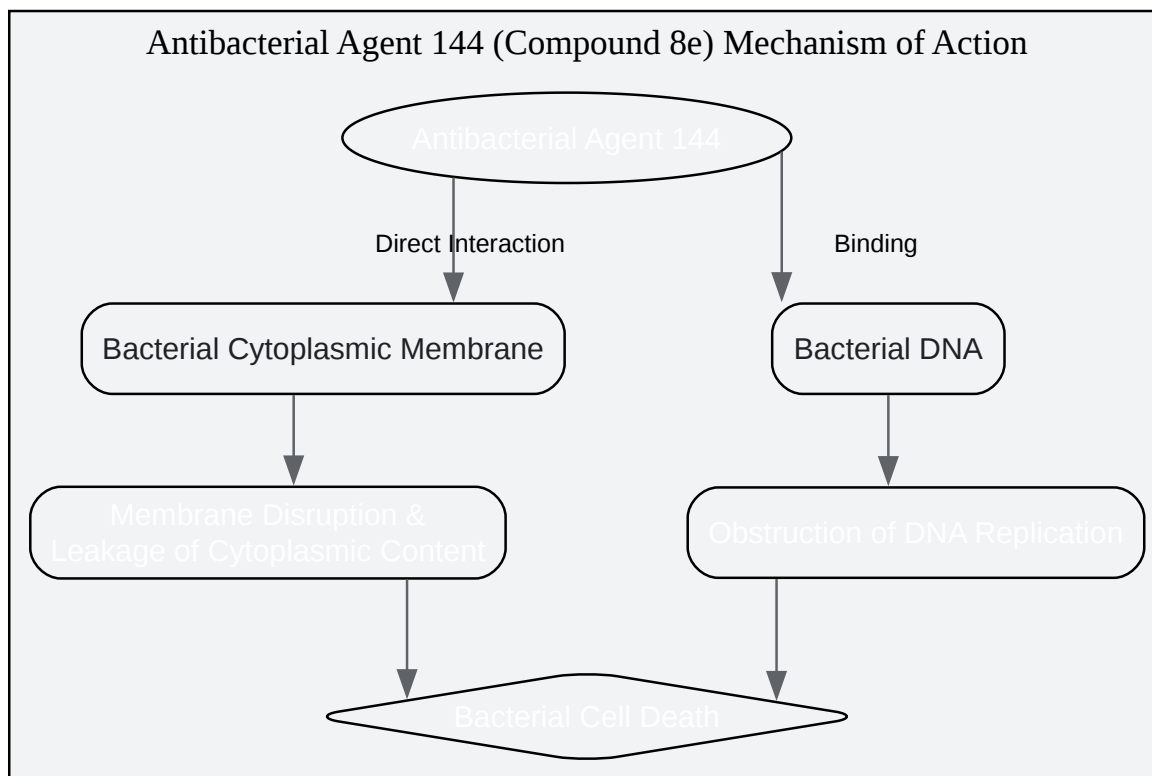 Antibacterial Agent 144 (Compound 8e) Mechanism of Action
Antibacterial Agent 144
Direct Interaction
Binding
Bacterial Cytoplasmic Membrane
Bacterial DNA
Membrane Disruption &
Leakage of Cytoplasmic Content
Obstruction of DNA Replication
Bacterial Cell Death